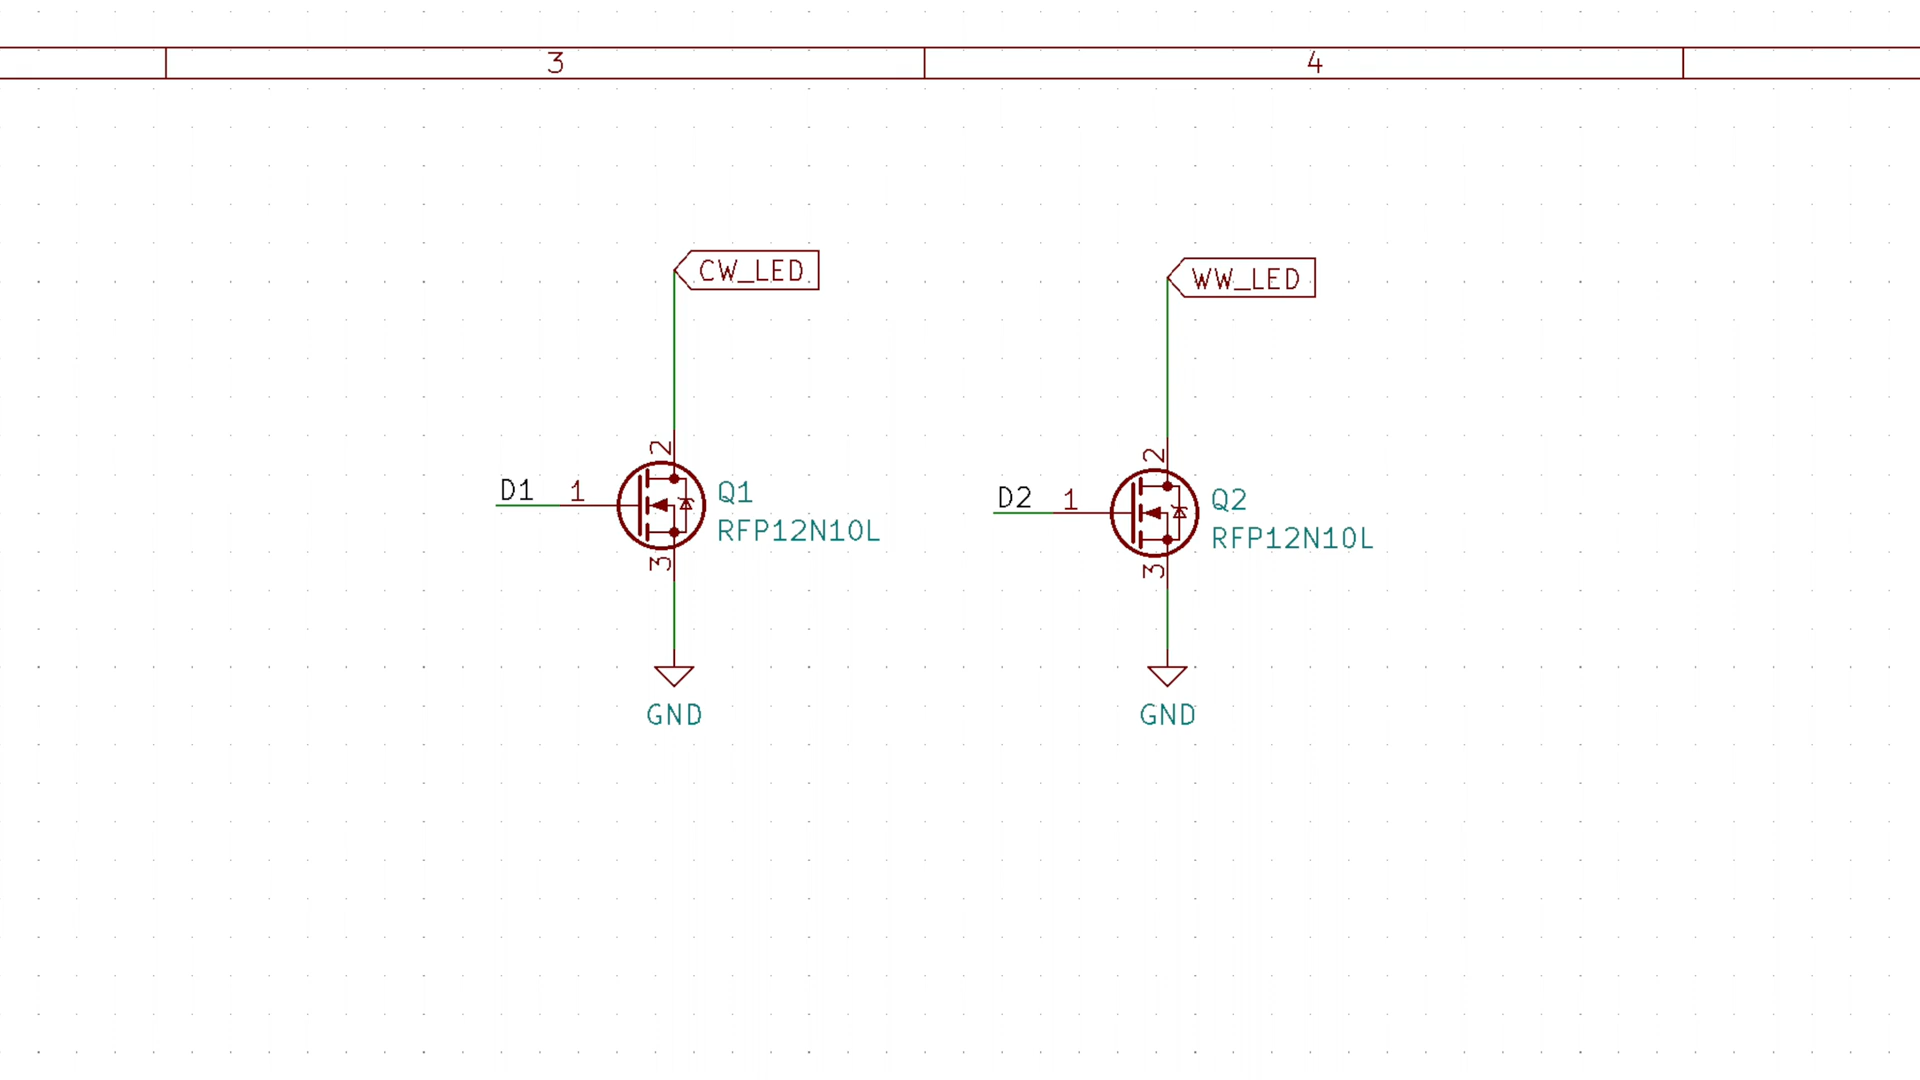 3
4
CW_LED
WW_LED
2
2
D1
1
Q1
RFP12N10L
D2
1
Q2
RFP12N10L
3
3
GND
GND